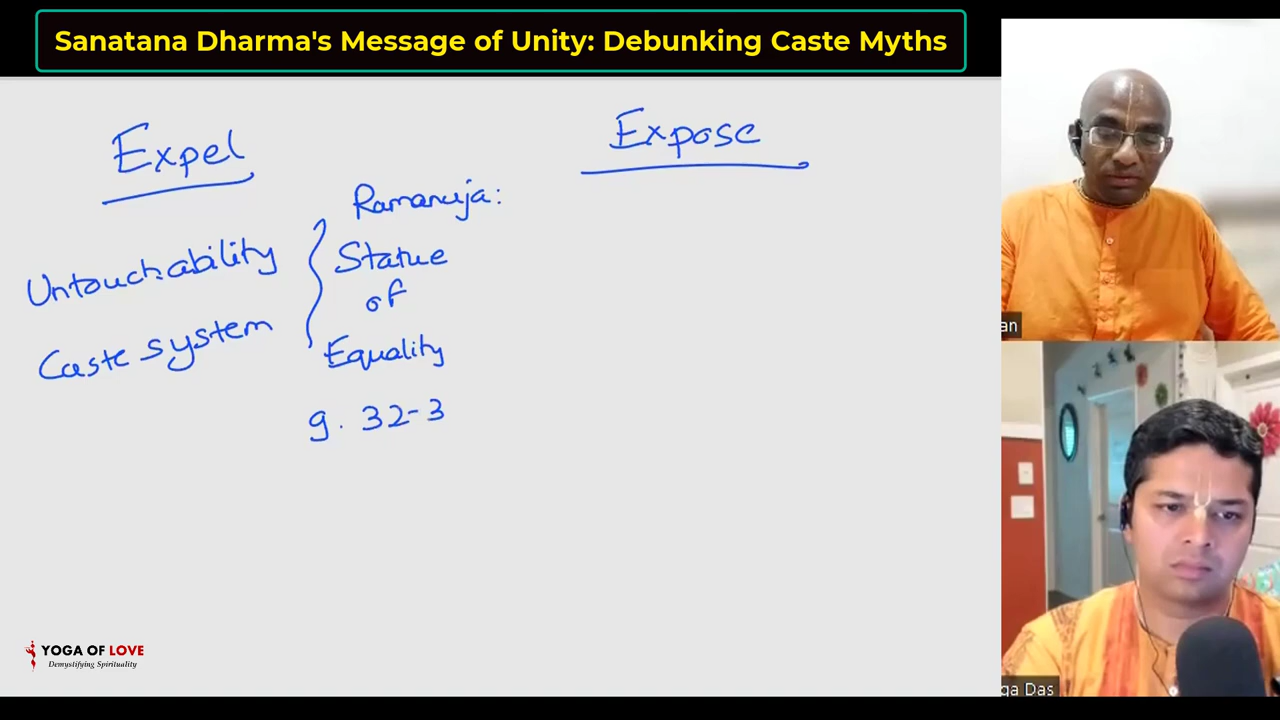 Sanatana Dharma's Message of Unity: Debunking Caste Myths
Expel
Untouchability
Caste system
Ramanuja:
Statue
of
Equality
9. 32-3
Expose
YOGA OF LOVE
Demystifying Spirituality
an
ga Das